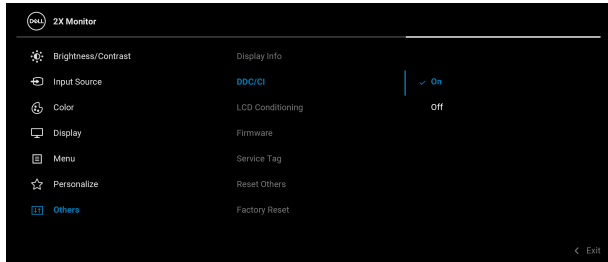 DELL 2X Monitor
Brightness/Contrast Display Info
Input Source DDC/CI On
Color LCD Conditioning Off
Display Firmware
Menu Service Tag
Personalize Reset Others
Others Factory Reset
Exit